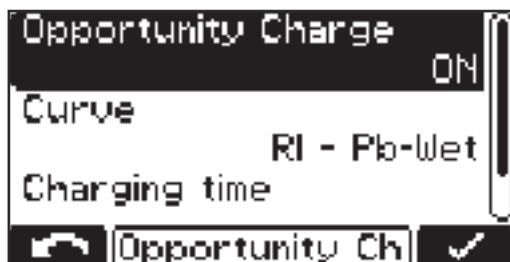 Opportunity Charge
ON
Curve
RI - Pb-Wet
Charging time
Opportunity Ch